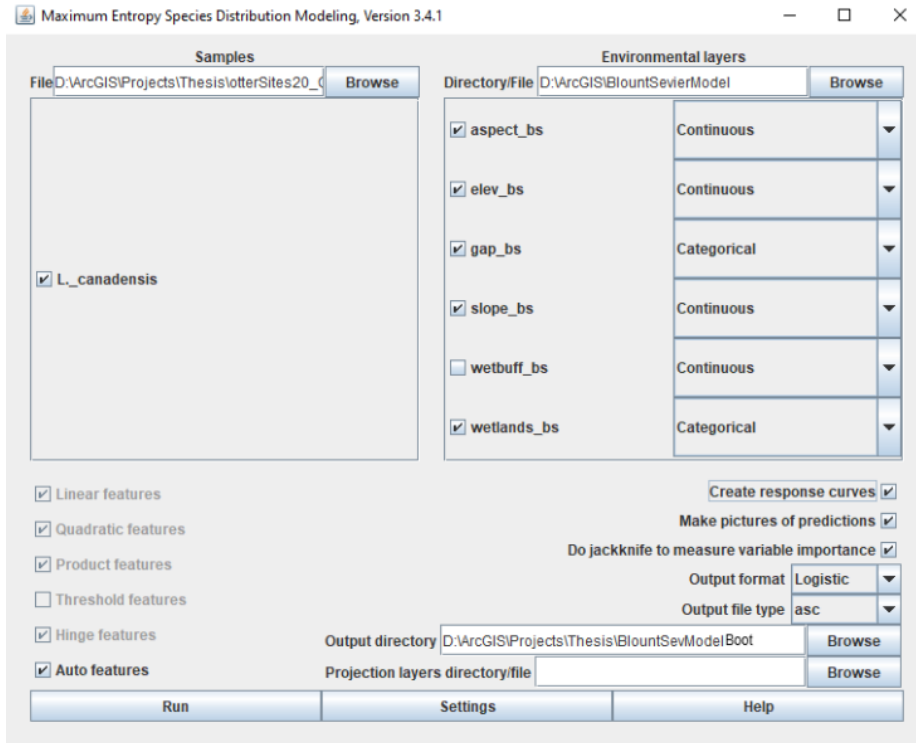 Maximum Entropy Species Distribution Modeling, Version 3.4.1
Samples
File D:\ArcGIS\Projects\Thesis\otterSites20_ Browse
L._canadensis
Environmental layers
Directory/File D:\ArcGIS\BlountSevierModel Browse
aspect_bs Continuous
elev_bs Continuous
gap_bs Categorical
slope_bs Continuous
wetbuff_bs Continuous
wetlands_bs Categorical
Linear features
Quadratic features
Product features
Threshold features
Hinge features
Auto features
Create response curves
Make pictures of predictions
Do jackknife to measure variable importance
Output format Logistic
Output file type asc
Output directory D:\ArcGIS\Projects\Thesis\BlountSevModelBoot Browse
Projection layers directory/file Browse
Run Settings Help